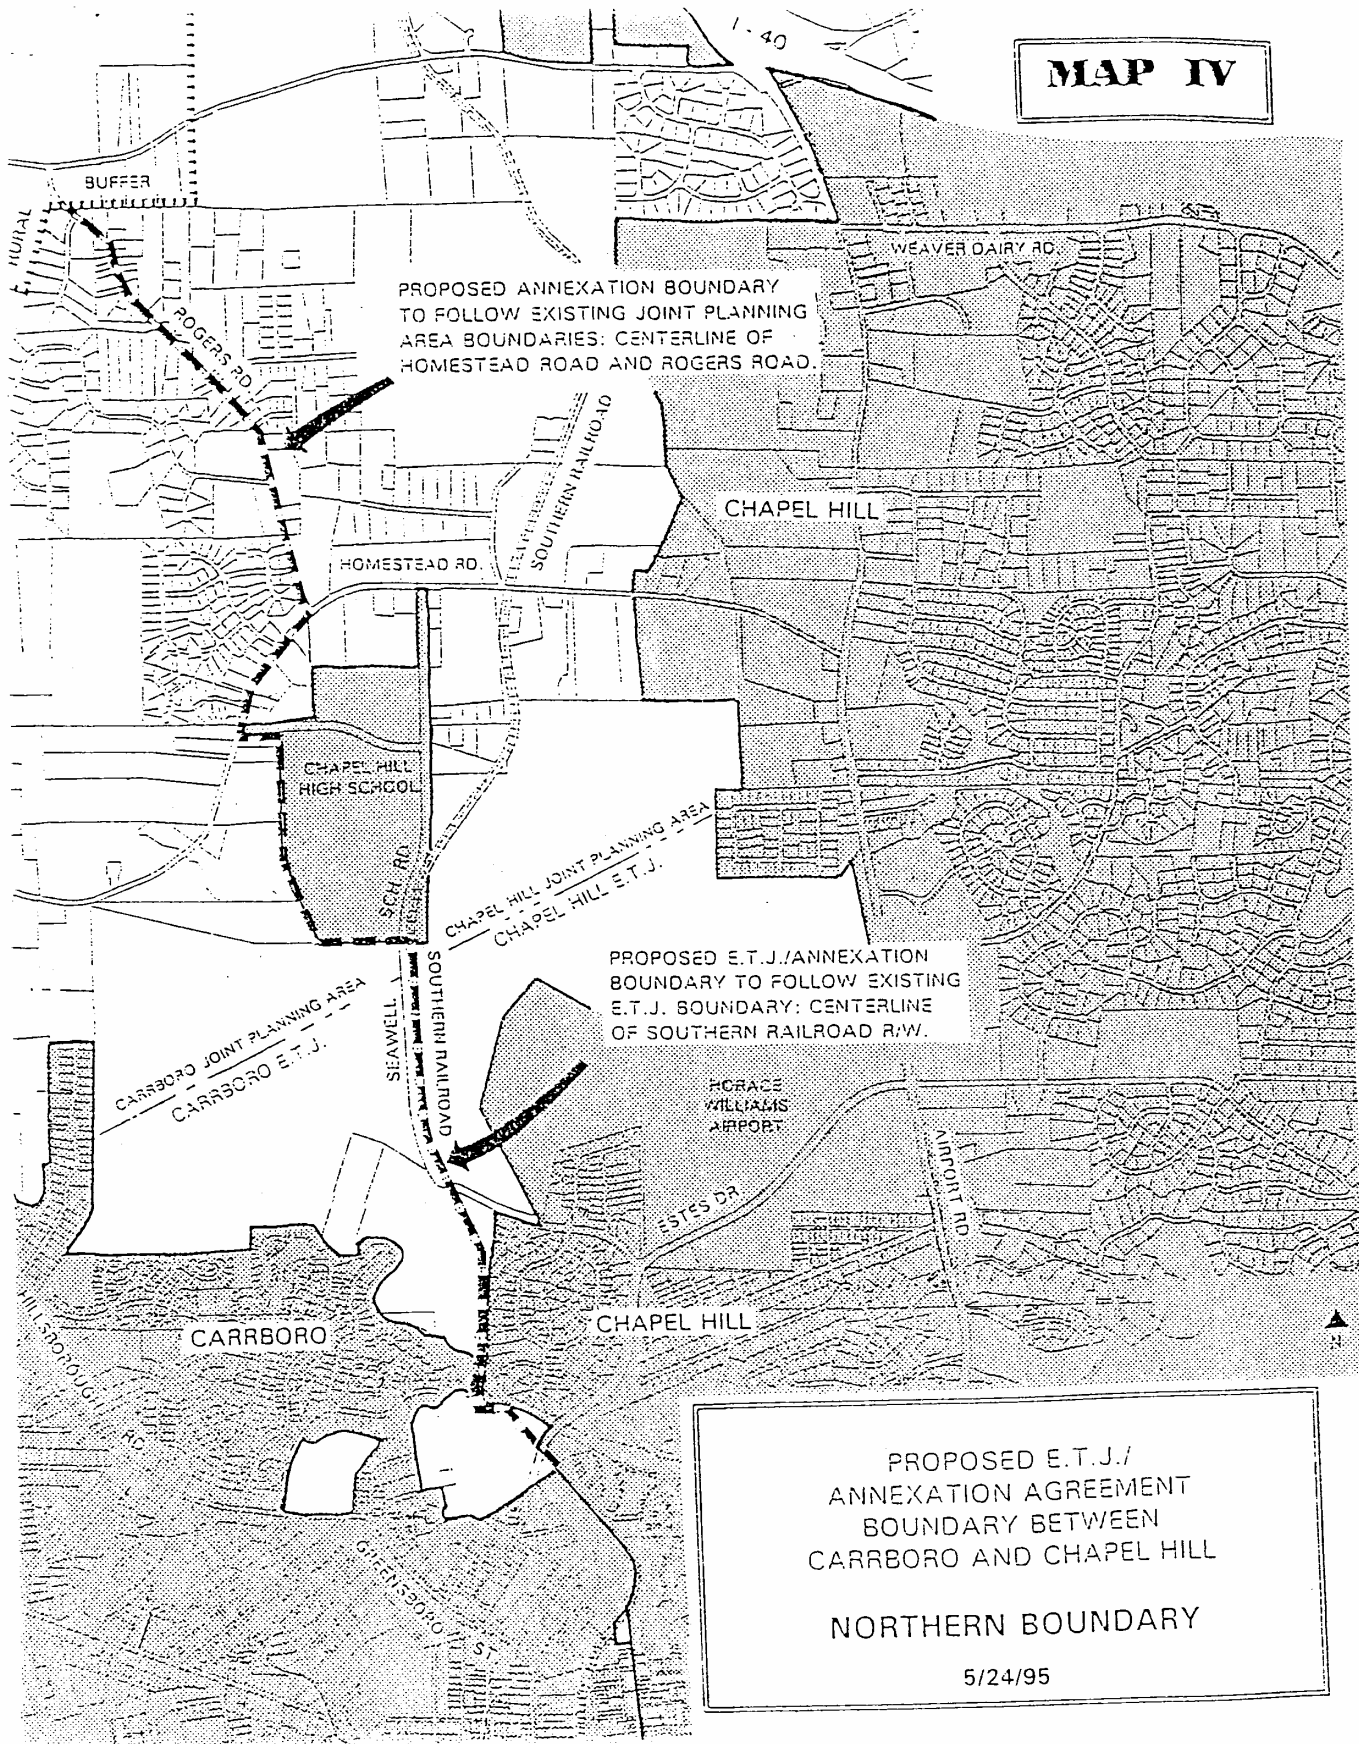 I-40
MAP IV
BUFFER
RURAL
WEAVER DAIRY RD.
PROPOSED ANNEXATION BOUNDARY
TO FOLLOW EXISTING JOINT PLANNING
AREA BOUNDARIES: CENTERLINE OF
HOMESTEAD ROAD AND ROGERS ROAD.
ROGERS RD.
SOUTHERN RAILROAD
CHAPEL HILL
HOMESTEAD RD.
CHAPEL HILL
HIGH SCHOOL
SCH. RD.
CHAPEL HILL JOINT PLANNING AREA
CHAPEL HILL E.T.J.
PROPOSED E.T.J./ANNEXATION
BOUNDARY TO FOLLOW EXISTING
E.T.J. BOUNDARY: CENTERLINE
OF SOUTHERN RAILROAD R/W.
CARRBORO JOINT PLANNING AREA
CARRBORO E.T.J.
SEAWELL
SOUTHERN RAILROAD
HORACE
WILLIAMS
AIRPORT
AIRPORT RD
ESTES DR
CARRBORO
CHAPEL HILL
HILLSBOROUGH
RD
GREENSBORO
ST
N
PROPOSED E.T.J./
ANNEXATION AGREEMENT
BOUNDARY BETWEEN
CARRBORO AND CHAPEL HILL
NORTHERN BOUNDARY
5/24/95